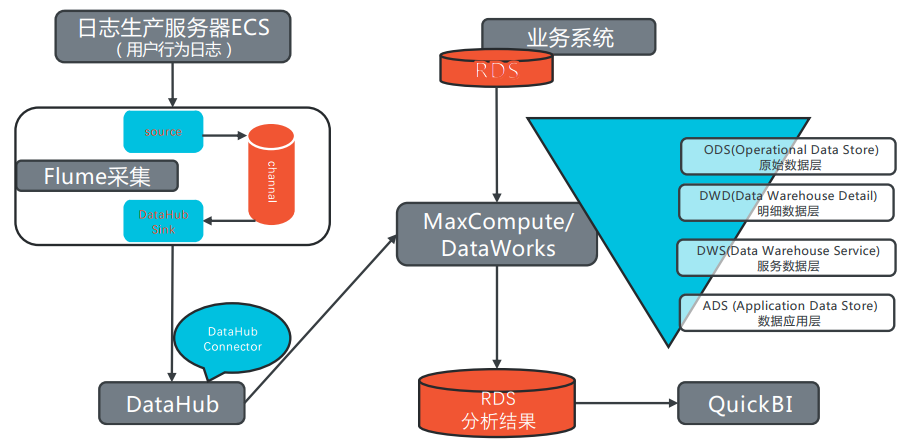 日志生产服务器ECS
（用户行为日志）
业务系统
RDS
source
channal
Flume采集
DataHub
Sink
ODS(Operational Data Store)
原始数据层
DWD(Data Warehouse Detail)
明细数据层
DWS(Data Warehouse Service)
服务数据层
ADS (Application Data Store)
数据应用层
MaxCompute/
DataWorks
DataHub
Connector
DataHub
RDS
分析结果
QuickBI